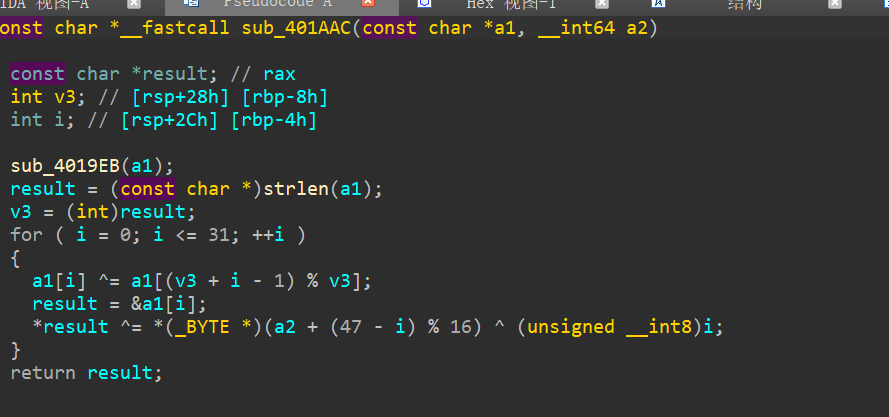 IDA 视图-A Pseudocode A Hex 视图-1 结构
onst char *__fastcall sub_401AAC(const char *a1, __int64 a2)
const char *result; // rax
int v3; // [rsp+28h] [rbp-8h]
int i; // [rsp+2Ch] [rbp-4h]
sub_4019EB(a1);
result = (const char *)strlen(a1);
v3 = (int)result;
for ( i = 0; i <= 31; ++i )
{
a1[i] ^= a1[(v3 + i - 1) % v3];
result = &a1[i];
*result ^= *(_BYTE *)(a2 + (47 - i) % 16) ^ (unsigned __int8)i;
}
return result;